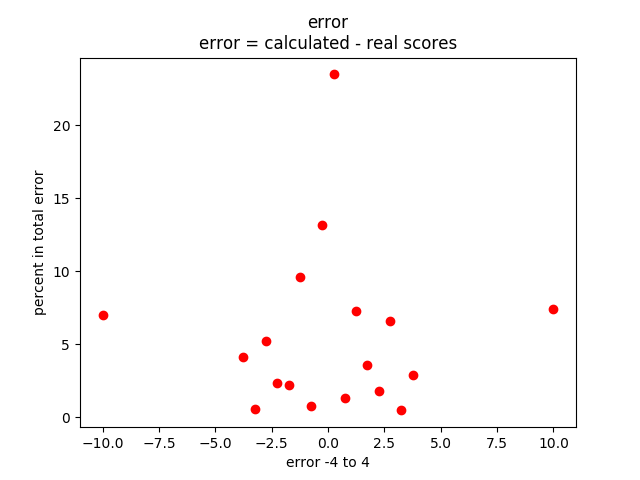 error
error = calculated - real scores
percent in total error
20
15
10
5
0
−10.0 −7.5 −5.0 −2.5 0.0 2.5 5.0 7.5 10.0
error -4 to 4